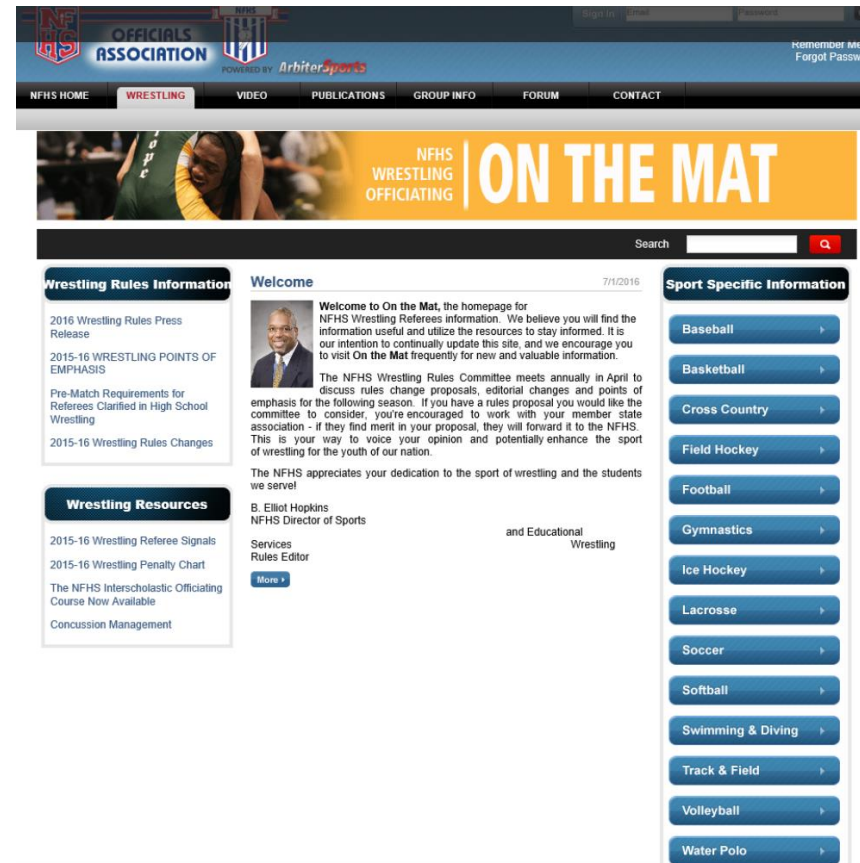 NFHS
OFFICIALS
ASSOCIATION
NFHS
POWERED BY ArbiterSports
Sign In
Email
Password
Remember Me
Forgot Passw
NFHS HOME
WRESTLING
VIDEO
PUBLICATIONS
GROUP INFO
FORUM
CONTACT
NFHS
WRESTLING
OFFICIATING
ON THE MAT
Search
Wrestling Rules Information
2016 Wrestling Rules Press
Release
2015-16 WRESTLING POINTS OF
EMPHASIS
Pre-Match Requirements for
Referees Clarified in High School
Wrestling
2015-16 Wrestling Rules Changes
Wrestling Resources
2015-16 Wrestling Referee Signals
2015-16 Wrestling Penalty Chart
The NFHS Interscholastic Officiating
Course Now Available
Concussion Management
Welcome
7/1/2016
Welcome to On the Mat, the homepage for
NFHS Wrestling Referees information. We believe you will find the
information useful and utilize the resources to stay informed. It is
our intention to continually update this site, and we encourage you
to visit On the Mat frequently for new and valuable information.
The NFHS Wrestling Rules Committee meets annually in April to
discuss rules change proposals, editorial changes and points of
emphasis for the following season. If you have a rules proposal you would like the
committee to consider, you're encouraged to work with your member state
association - if they find merit in your proposal, they will forward it to the NFHS.
This is your way to voice your opinion and potentially enhance the sport
of wrestling for the youth of our nation.
The NFHS appreciates your dedication to the sport of wrestling and the students
we serve!
B. Elliot Hopkins
NFHS Director of Sports
and Educational
Services Wrestling
Rules Editor
More
Sport Specific Information
Baseball
Basketball
Cross Country
Field Hockey
Football
Gymnastics
Ice Hockey
Lacrosse
Soccer
Softball
Swimming & Diving
Track & Field
Volleyball
Water Polo